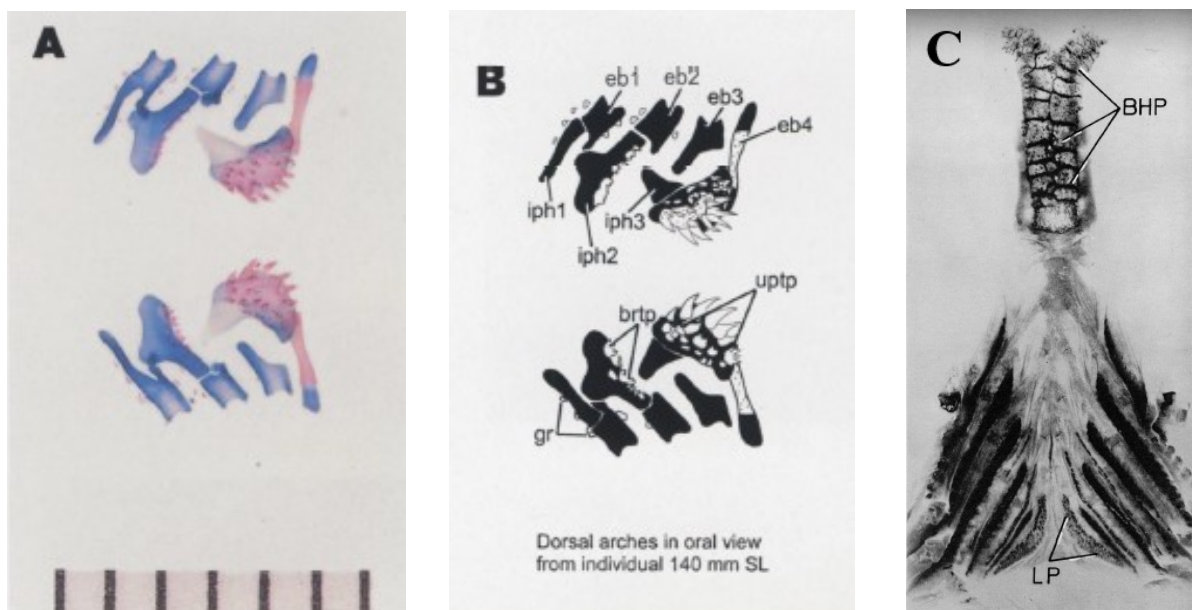 A
B
eb1
eb2
eb3
eb4
iph1
iph3
iph2
uptp
brtp
gr
Dorsal arches in oral view
from individual 140 mm SL
C
BHP
LP